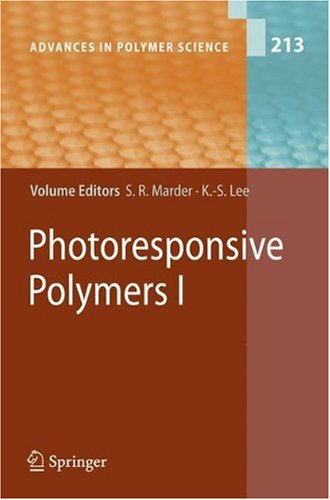 ADVANCES IN POLYMER SCIENCE 213
Volume Editors S. R. Marder · K.-S. Lee
Photoresponsive
Polymers I
Springer